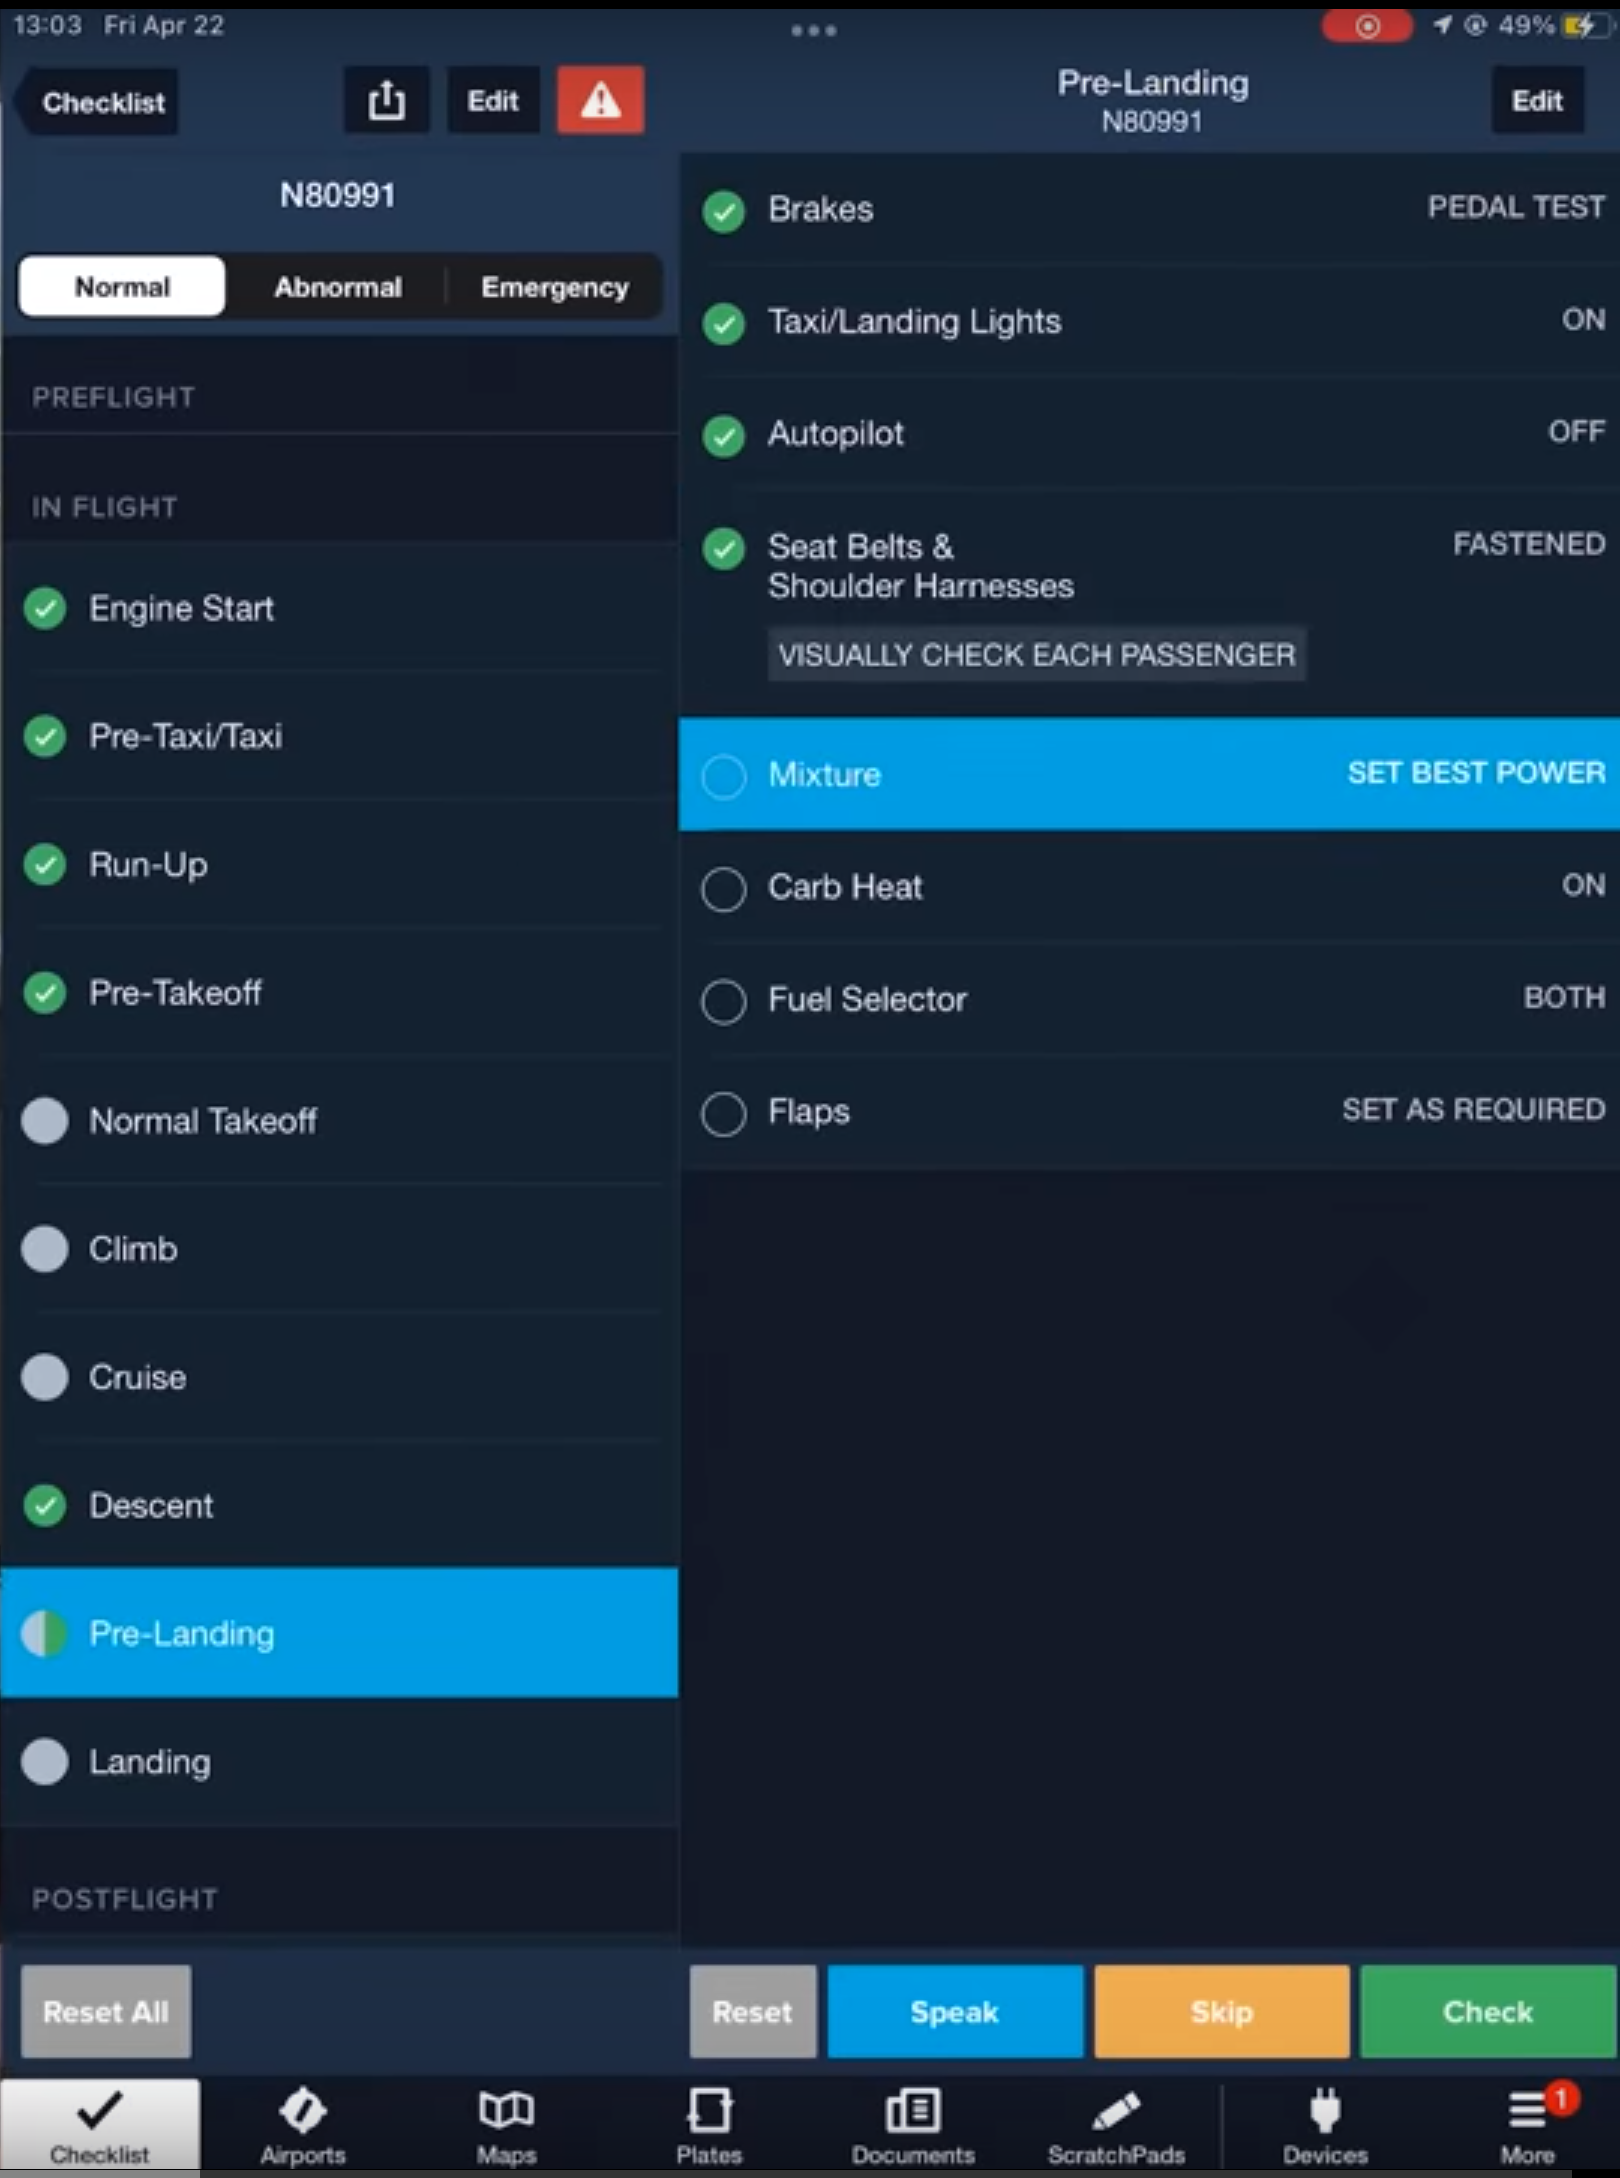 13:03 Fri Apr 22
49%
Checklist
Edit
Pre-Landing
N80991
Edit
N80991
Normal
Abnormal
Emergency
PREFLIGHT
IN FLIGHT
Engine Start
Pre-Taxi/Taxi
Run-Up
Pre-Takeoff
Normal Takeoff
Climb
Cruise
Descent
Pre-Landing
Landing
POSTFLIGHT
Reset All
Brakes PEDAL TEST
Taxi/Landing Lights ON
Autopilot OFF
Seat Belts & FASTENED
Shoulder Harnesses
VISUALLY CHECK EACH PASSENGER
Mixture SET BEST POWER
Carb Heat ON
Fuel Selector BOTH
Flaps SET AS REQUIRED
Reset
Speak
Skip
Check
Checklist
Airports
Maps
Plates
Documents
ScratchPads
Devices
1
More